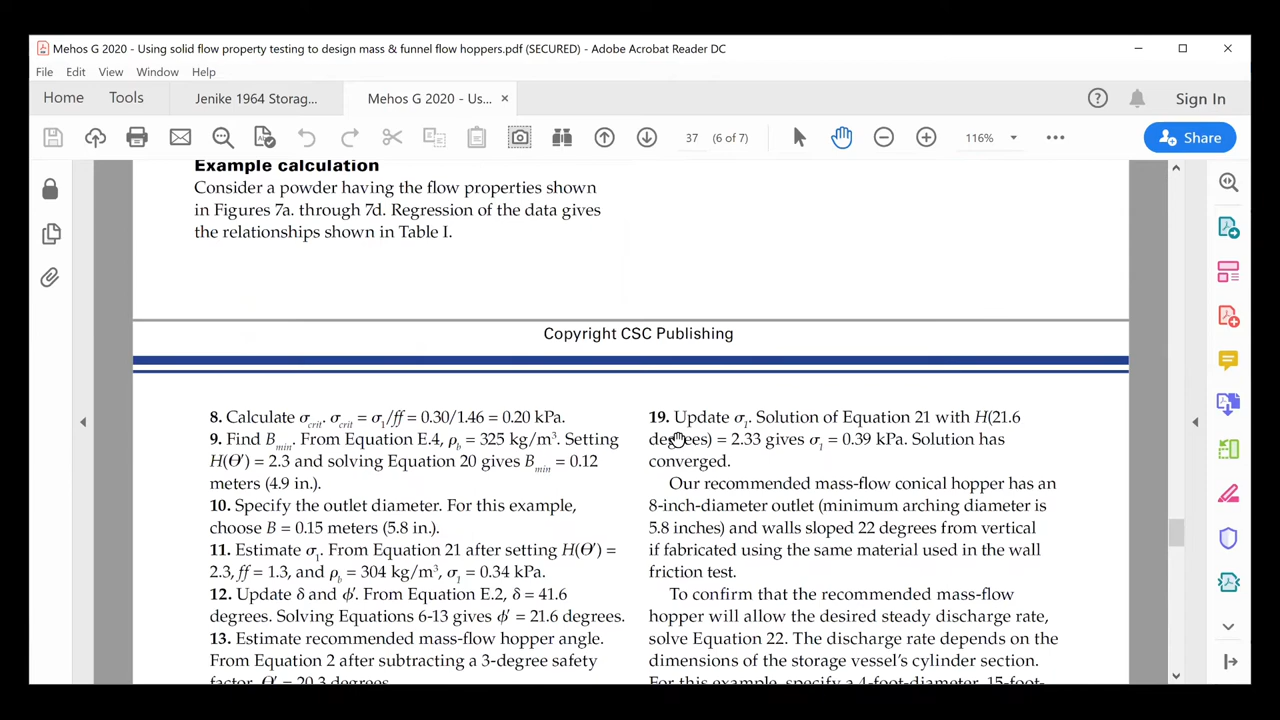 Mehos G 2020 - Using solid flow property testing to design mass & funnel flow hoppers.pdf (SECURED) - Adobe Acrobat Reader DC
File Edit View Window Help
Home Tools Jenike 1964 Storag... Mehos G 2020 - Us... × Sign In
37 (6 of 7) 116% Share
Example calculation
Consider a powder having the flow properties shown
in Figures 7a. through 7d. Regression of the data gives
the relationships shown in Table I.
Copyright CSC Publishing
8. Calculate σcrit. σcrit = σ1/ff = 0.30/1.46 = 0.20 kPa.
9. Find Bmin. From Equation E.4, ρb = 325 kg/m³. Setting
H(Θ′) = 2.3 and solving Equation 20 gives Bmin = 0.12
meters (4.9 in.).
10. Specify the outlet diameter. For this example,
choose B = 0.15 meters (5.8 in.).
11. Estimate σ1. From Equation 21 after setting H(Θ′) =
2.3, ff = 1.3, and ρb = 304 kg/m³, σ1 = 0.34 kPa.
12. Update δ and ϕ′. From Equation E.2, δ = 41.6
degrees. Solving Equations 6-13 gives ϕ′ = 21.6 degrees.
13. Estimate recommended mass-flow hopper angle.
From Equation 2 after subtracting a 3-degree safety
factor, Θ′ = 20.3 degrees.
19. Update σ1. Solution of Equation 21 with H(21.6
degrees) = 2.33 gives σ1 = 0.39 kPa. Solution has
converged.
Our recommended mass-flow conical hopper has an
8-inch-diameter outlet (minimum arching diameter is
5.8 inches) and walls sloped 22 degrees from vertical
if fabricated using the same material used in the wall
friction test.
To confirm that the recommended mass-flow
hopper will allow the desired steady discharge rate,
solve Equation 22. The discharge rate depends on the
dimensions of the storage vessel's cylinder section.
For this example, specify a 4-foot-diameter, 15-foot-